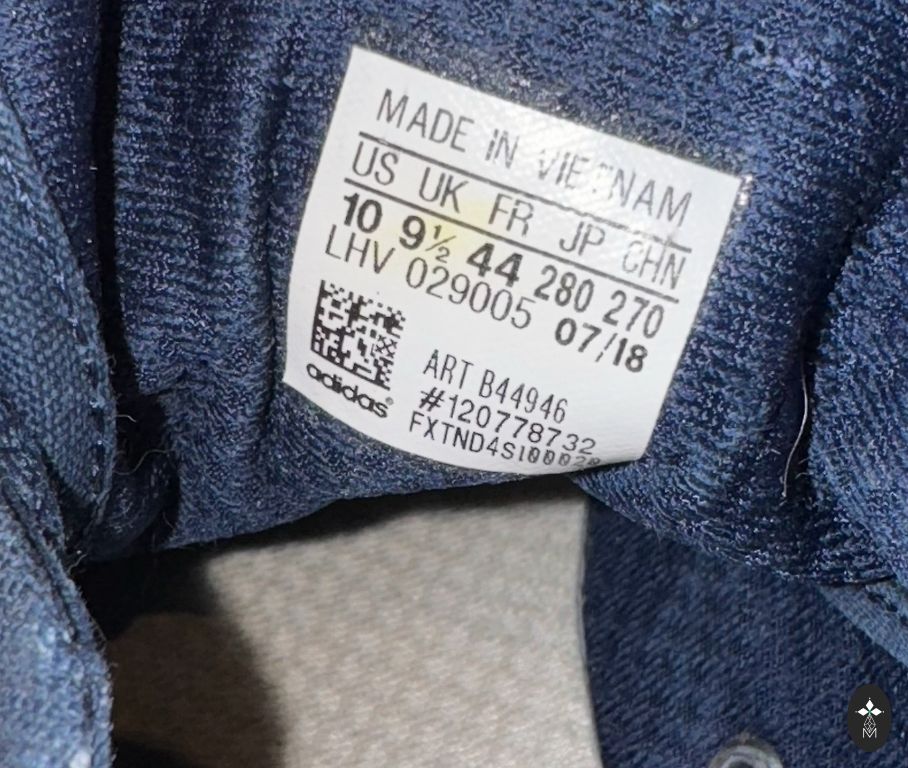 MADE IN VIETNAM
US UK FR JP CHN
10 9½ 44 280 270
LHV 029005 07/18
adidas®
ART B44946
#120778732
FXTND4S100020
M